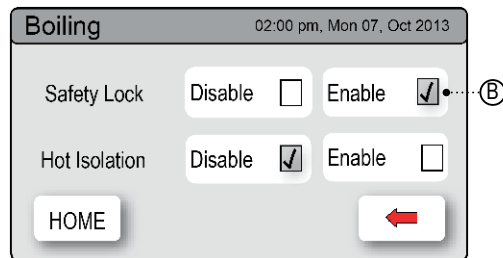 Boiling 02:00 pm, Mon 07, Oct 2013
Safety Lock Disable Enable B
Hot Isolation Disable Enable
HOME